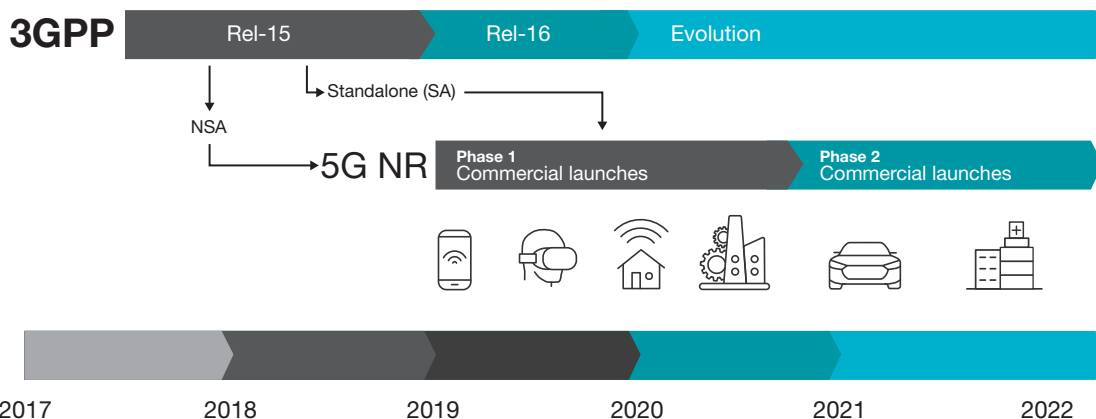 3GPP
Rel-15
Rel-16
Evolution
Standalone (SA)
NSA
5G NR
Phase 1
Commercial launches
Phase 2
Commercial launches
2017
2018
2019
2020
2021
2022